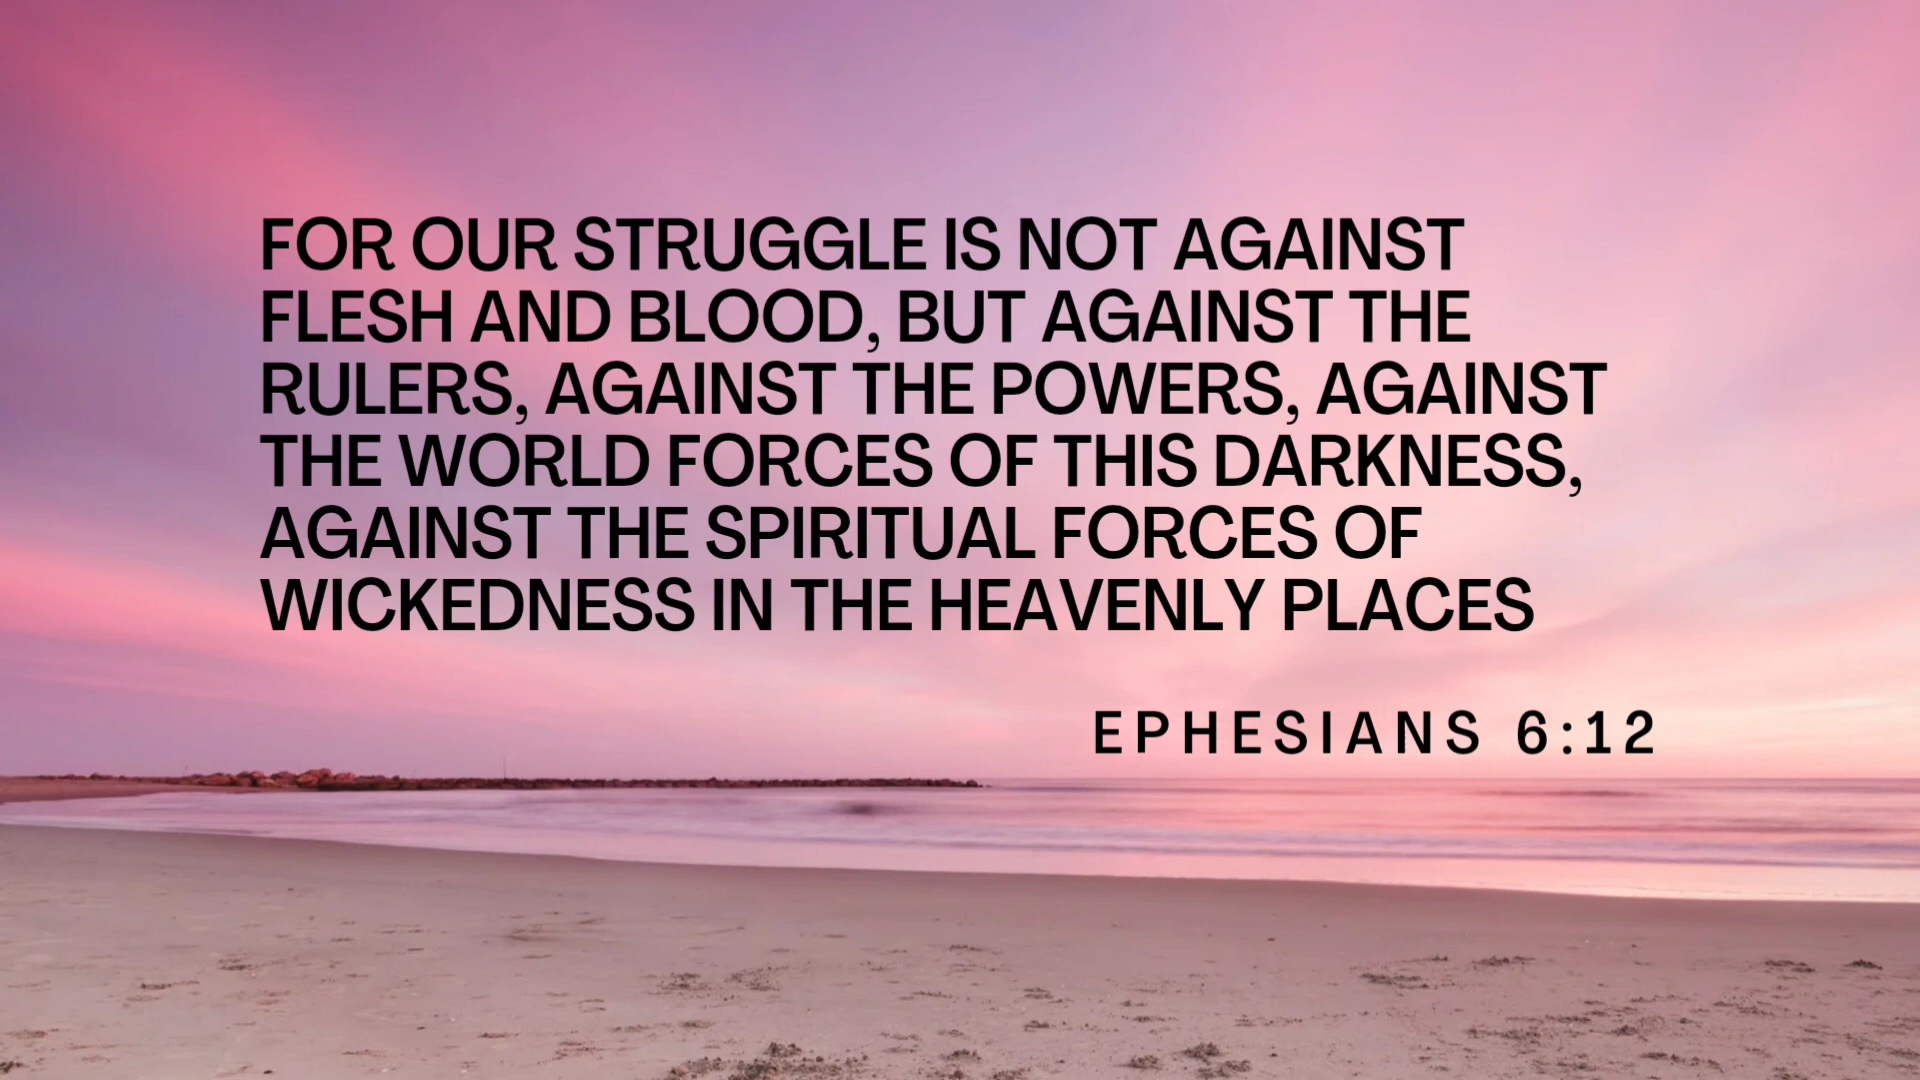 FOR OUR STRUGGLE IS NOT AGAINST
FLESH AND BLOOD, BUT AGAINST THE
RULERS, AGAINST THE POWERS, AGAINST
THE WORLD FORCES OF THIS DARKNESS,
AGAINST THE SPIRITUAL FORCES OF
WICKEDNESS IN THE HEAVENLY PLACES
EPHESIANS 6:12